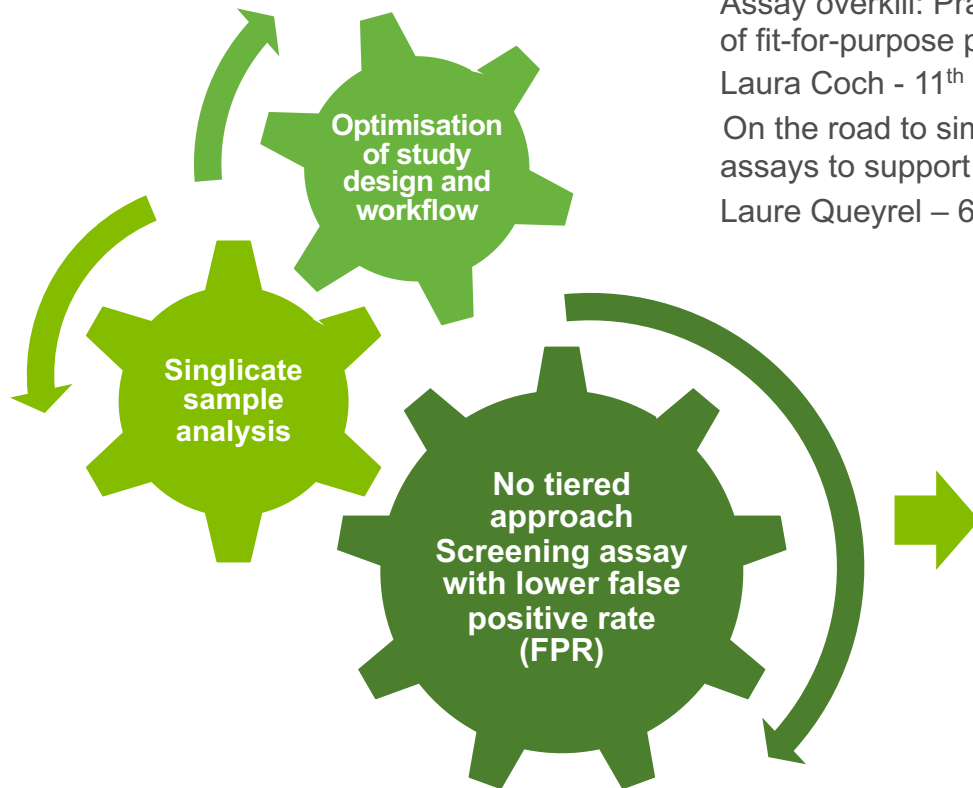 Assay overkill: Pra
of fit-for-purpose p
Laura Coch - 11th
On the road to sim
assays to support
Laure Queyrel – 6
Optimisation
of study
design and
workflow
Singlicate
sample
analysis
No tiered
approach
Screening assay
with lower false
positive rate
(FPR)